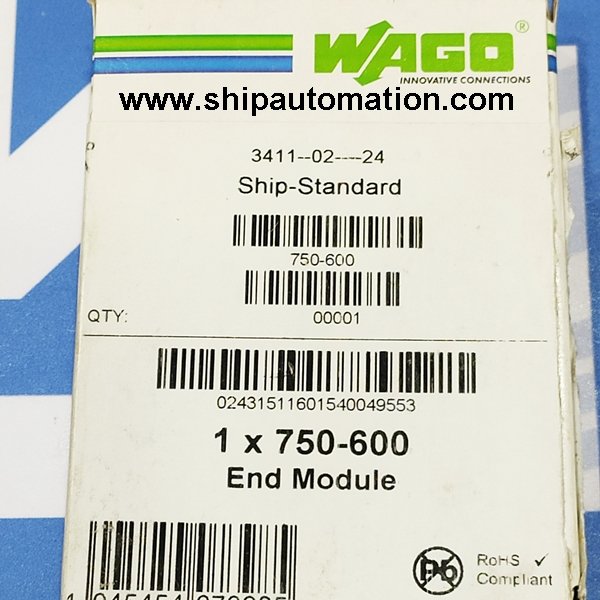 WAGO®
INNOVATIVE CONNECTIONS
www.shipautomation.com
3411--02----24
Ship-Standard
750-600
QTY: 00001
02431511601540049553
1 x 750-600
End Module
Pb
RoHS ✓
Compliant